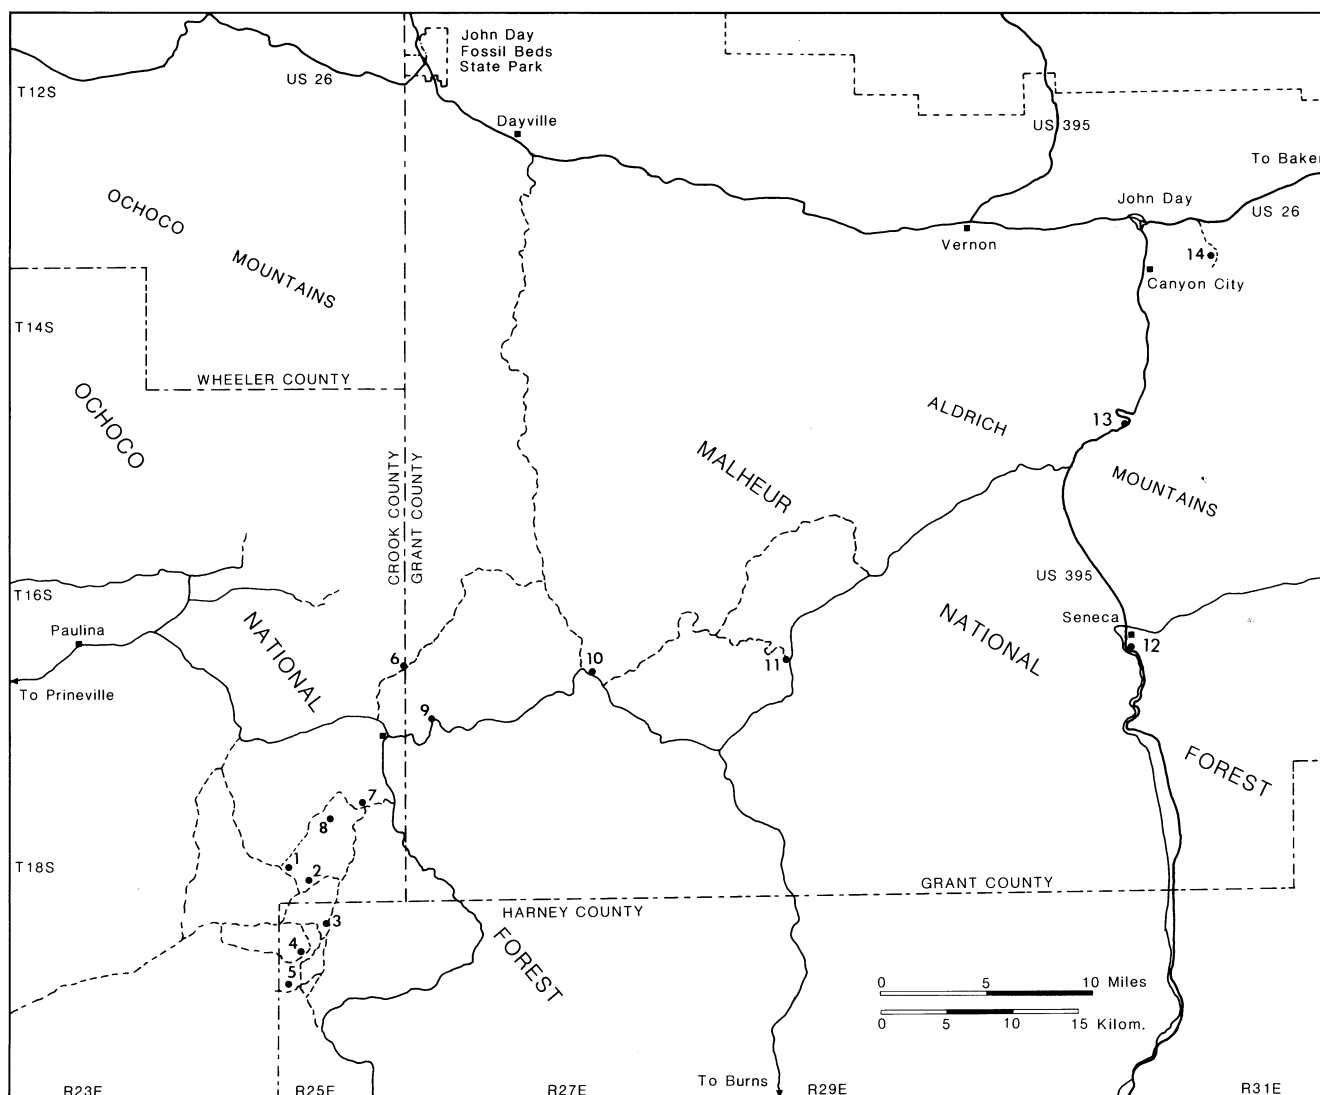 John Day
Fossil Beds
State Park
US 26
T12S
Dayville
US 395
To Baker
John Day
US 26
OCHOCO
Vernon
14
MOUNTAINS
Canyon City
T14S
WHEELER COUNTY
OCHOCO
ALDRICH
13
MALHEUR
CROOK COUNTY
GRANT COUNTY
MOUNTAINS
US 395
T16S
NATIONAL
NATIONAL
Seneca
Paulina
12
6
10
11
To Prineville
9
FOREST
7
8
1
T18S
2
GRANT COUNTY
HARNEY COUNTY
3
4
FOREST
5
0 5 10 Miles
0 5 10 15 Kilom.
R23E
R25E
R27E
To Burns
R29E
R31E